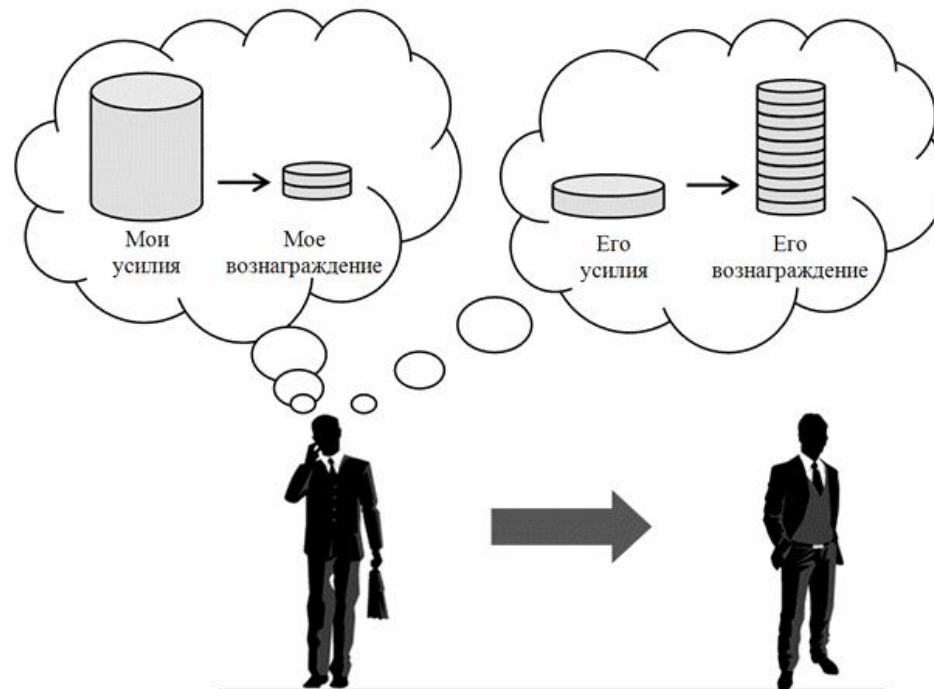 Мои
усилия
Мое
вознаграждение
Его
усилия
Его
вознаграждение